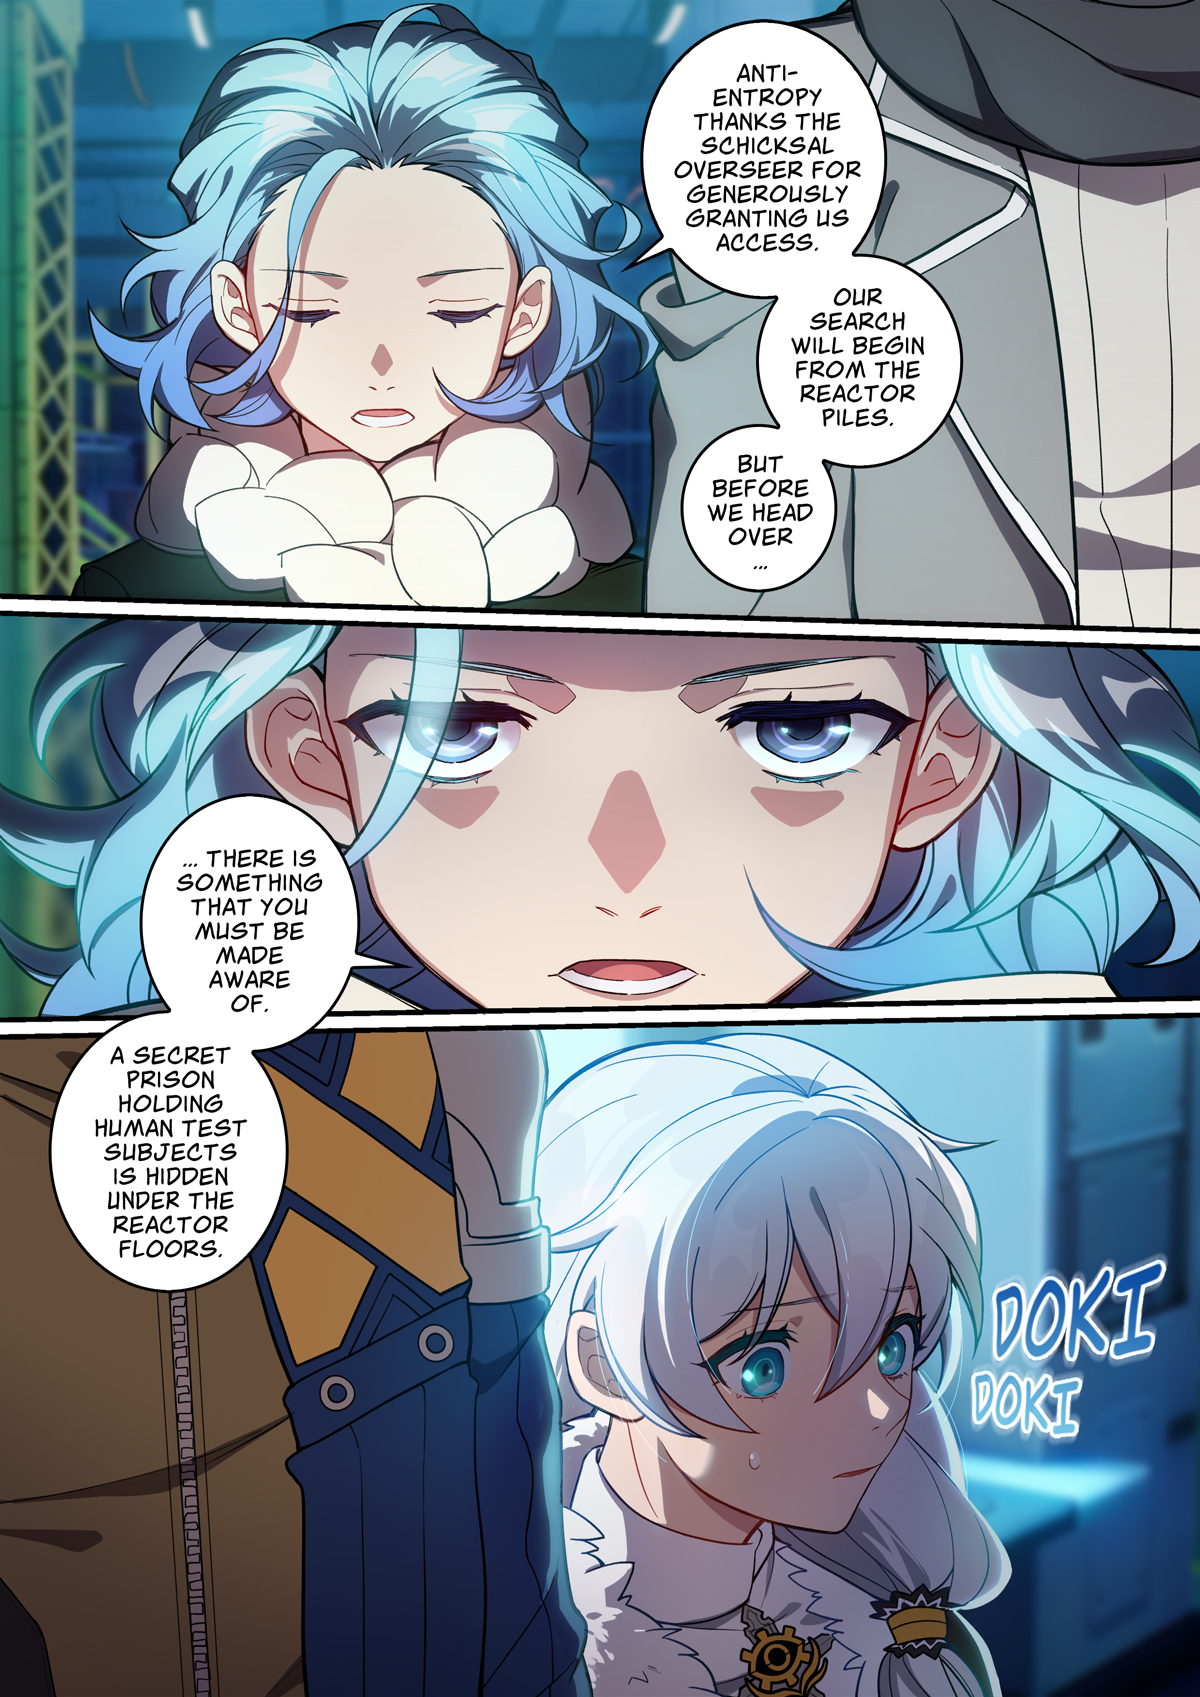 ANTI-
ENTROPY
THANKS THE
SCHICKSAL
OVERSEER FOR
GENEROUSLY
GRANTING US
ACCESS.
OUR
SEARCH
WILL BEGIN
FROM THE
REACTOR
PILES.
BUT
BEFORE
WE HEAD
OVER
...
... THERE IS
SOMETHING
THAT YOU
MUST BE
MADE
AWARE
OF.
A SECRET
PRISON
HOLDING
HUMAN TEST
SUBJECTS
IS HIDDEN
UNDER THE
REACTOR
FLOORS.
DOKI
DOKI